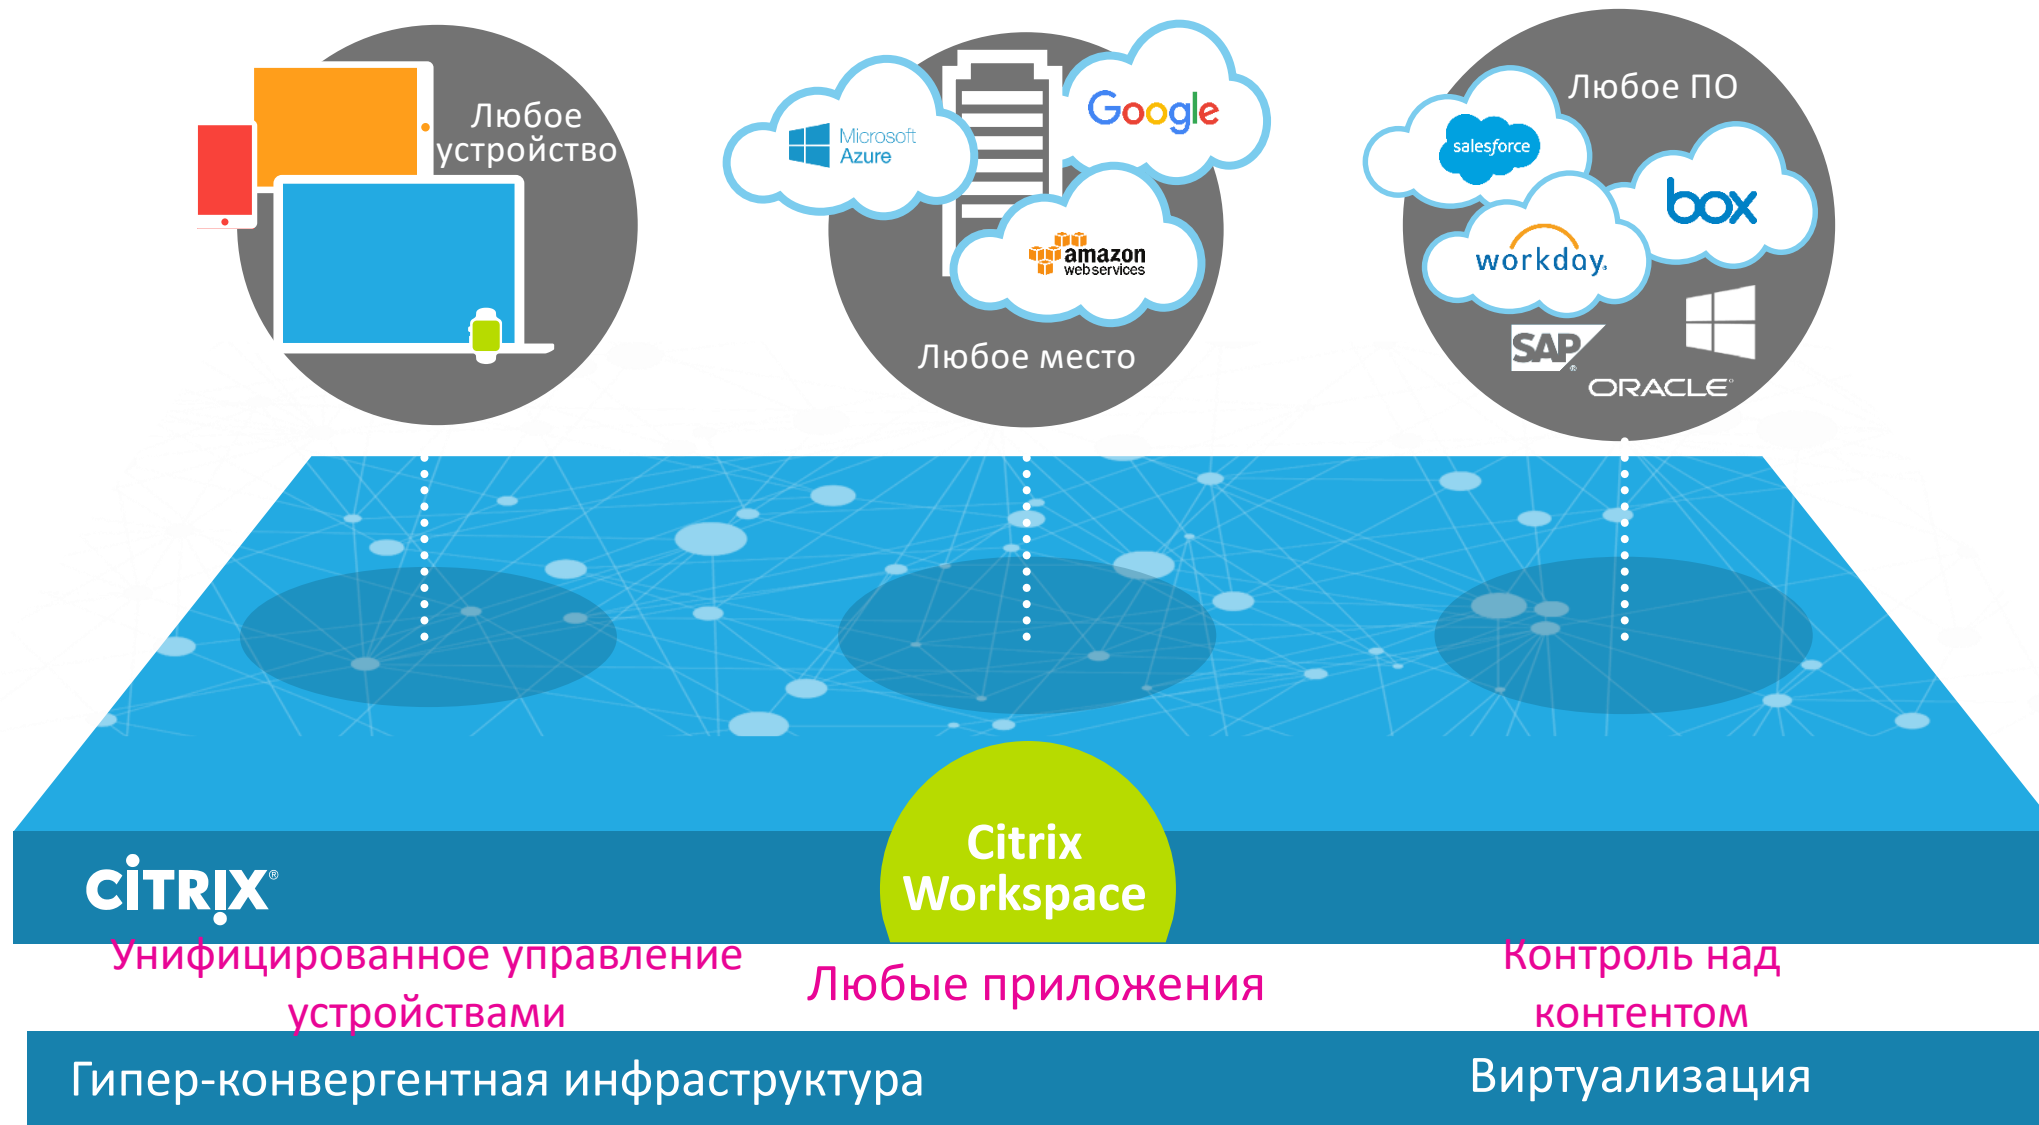 Любое
устройство
Microsoft
Azure
Google
amazon
webservices
Любое место
Любое ПО
salesforce
box
workday.
SAP®
ORACLE®
Citrix
Workspace
CITRIX®
Унифицированное управление
устройствами
Любые приложения
Контроль над
контентом
Гипер-конвергентная инфраструктура
Виртуализация